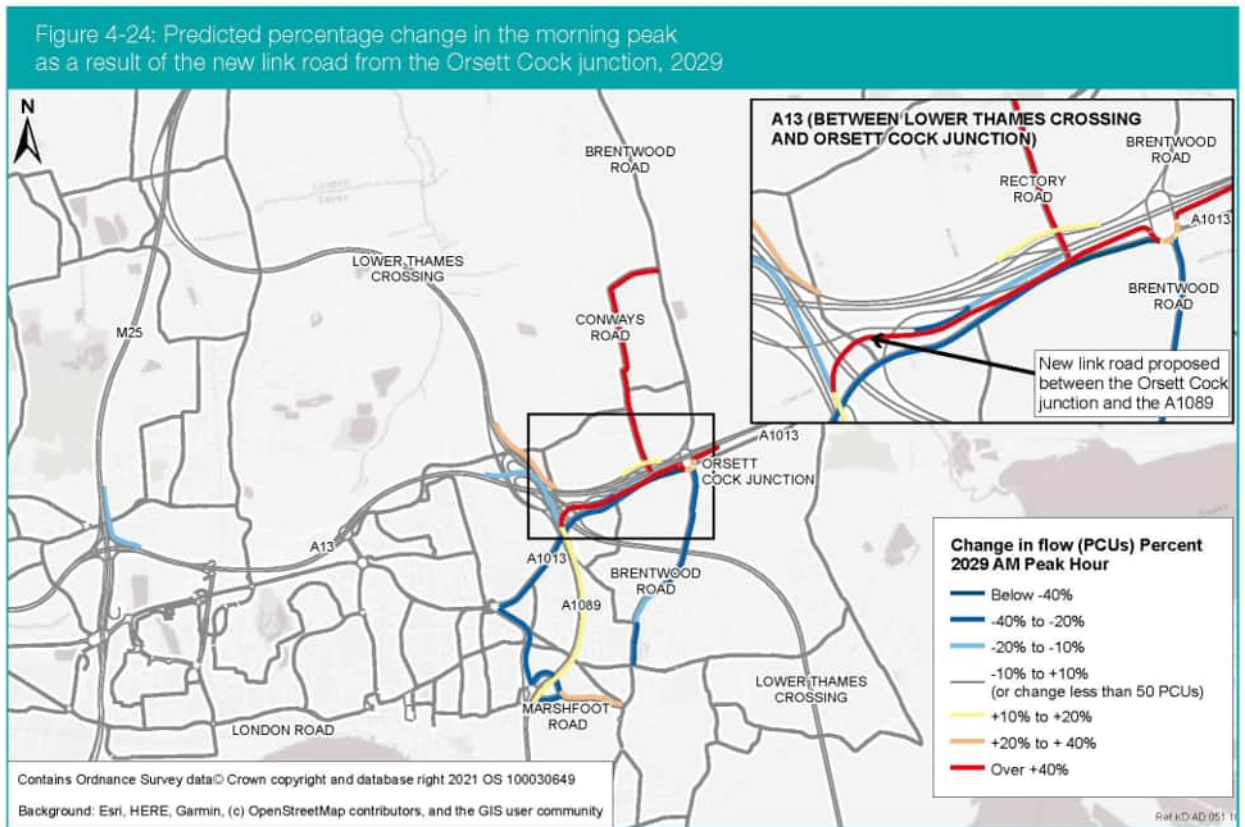 Figure 4-24: Predicted percentage change in the morning peak
as a result of the new link road from the Orsett Cock junction, 2029
N
BRENTWOOD
ROAD
LOWER THAMES
CROSSING
M25
CONWAYS
ROAD
A1013
ORSETT
COCK JUNCTION
A13
A1013
BRENTWOOD
ROAD
A1089
LOWER THAMES
CROSSING
MARSHFOOT
ROAD
LONDON ROAD
A13 (BETWEEN LOWER THAMES CROSSING
AND ORSETT COCK JUNCTION)
BRENTWOOD
ROAD
RECTORY
ROAD
A1013
BRENTWOOD
ROAD
New link road proposed
between the Orsett Cock
junction and the A1089
Change in flow (PCUs) Percent
2029 AM Peak Hour
Below -40%
-40% to -20%
-20% to -10%
-10% to +10%
(or change less than 50 PCUs)
+10% to +20%
+20% to + 40%
Over +40%
Contains Ordnance Survey data© Crown copyright and database right 2021 OS 100030649
Background: Esri, HERE, Garmin, (c) OpenStreetMap contributors, and the GIS user community